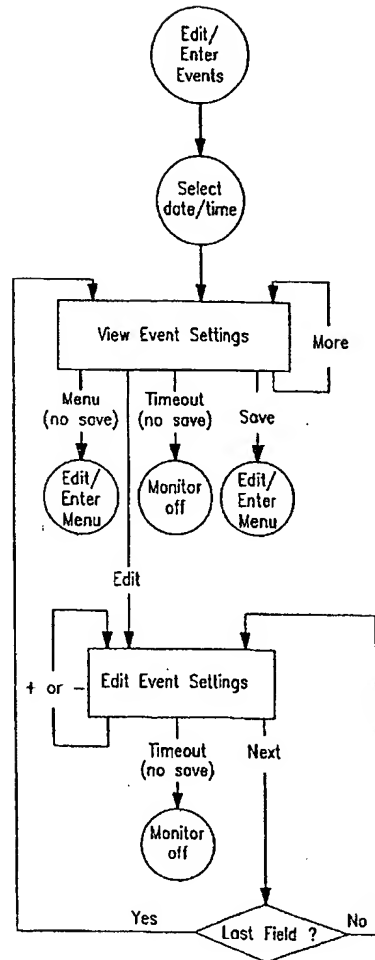 Edit/
Enter
Events
Select
date/time
View Event Settings
More
Menu
(no save)
Timeout
(no save)
Save
Edit/
Enter
Menu
Monitor
off
Edit/
Enter
Menu
Edit
+ or -
Edit Event Settings
Timeout
(no save)
Next
Monitor
off
Yes
Last Field ?
No